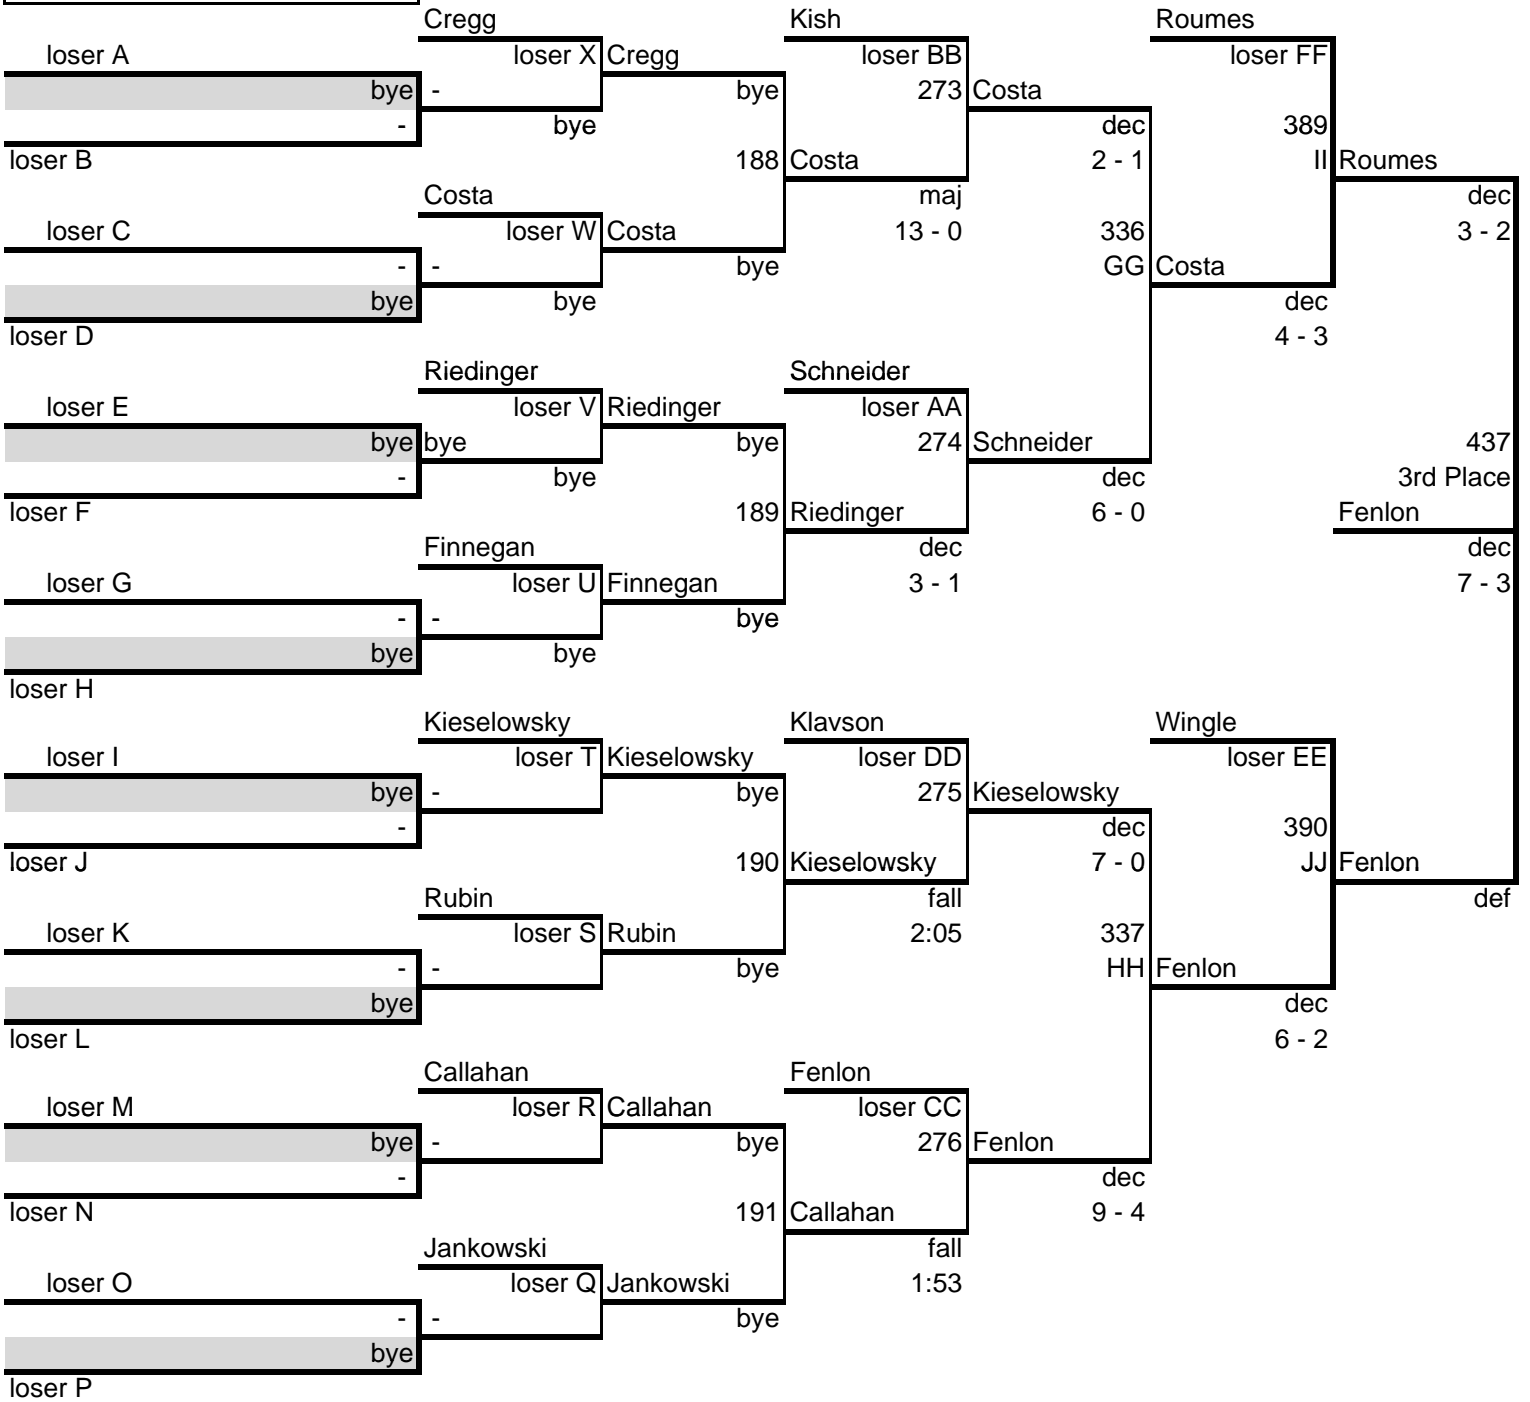 Cregg Kish Roumes
loser A loser X Cregg loser BB loser FF
bye - bye 273 Costa
- bye dec 389
loser B 188 Costa 2 - 1 II Roumes
Costa maj dec
loser C loser W Costa 13 - 0 336 3 - 2
- - bye GG Costa
bye bye dec
loser D 4 - 3
Riedinger Schneider
loser E loser V Riedinger loser AA
bye bye bye 274 Schneider 437
- bye dec 3rd Place
loser F 189 Riedinger 6 - 0 Fenlon
Finnegan dec dec
loser G loser U Finnegan 3 - 1 7 - 3
- - bye
bye bye
loser H
Kieselowsky Klavson Wingle
loser I loser T Kieselowsky loser DD loser EE
bye - bye 275 Kieselowsky
- dec 390
loser J 190 Kieselowsky 7 - 0 JJ Fenlon
Rubin fall def
loser K loser S Rubin 2:05 337
- - bye HH Fenlon
bye dec
loser L 6 - 2
Callahan Fenlon
loser M loser R Callahan loser CC
bye - bye 276 Fenlon
- dec
loser N 191 Callahan 9 - 4
Jankowski fall
loser O loser Q Jankowski 1:53
- - bye
bye
loser P